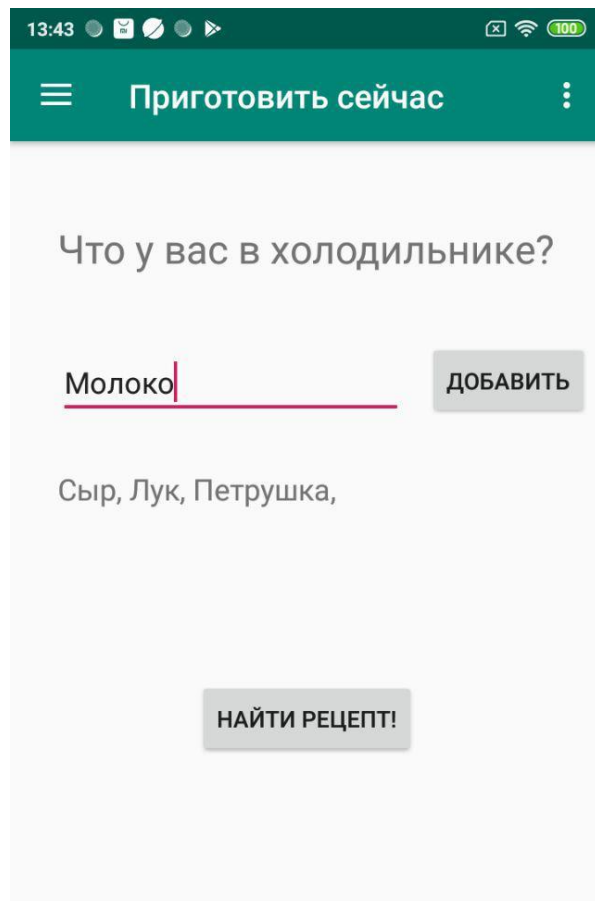 13:43
100
Приготовить сейчас
Что у вас в холодильнике?
Молоко
ДОБАВИТЬ
Сыр, Лук, Петрушка,
НАЙТИ РЕЦЕПТ!